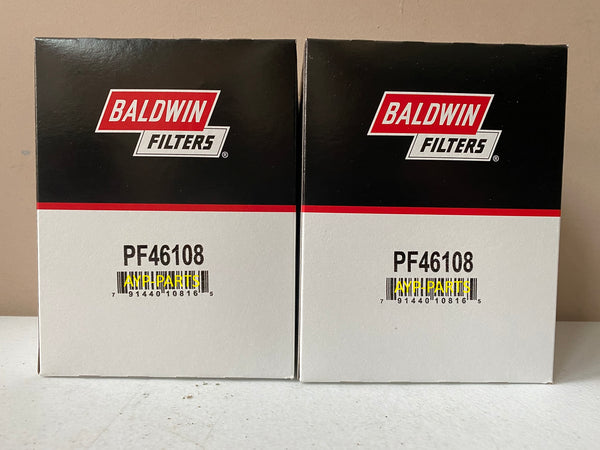 BALDWIN
FILTERS®
PF46108
AYP-PARTS
7 91440 10816 5
BALDWIN
FILTERS®
PF46108
AYP-PARTS
7 91440 10816 5